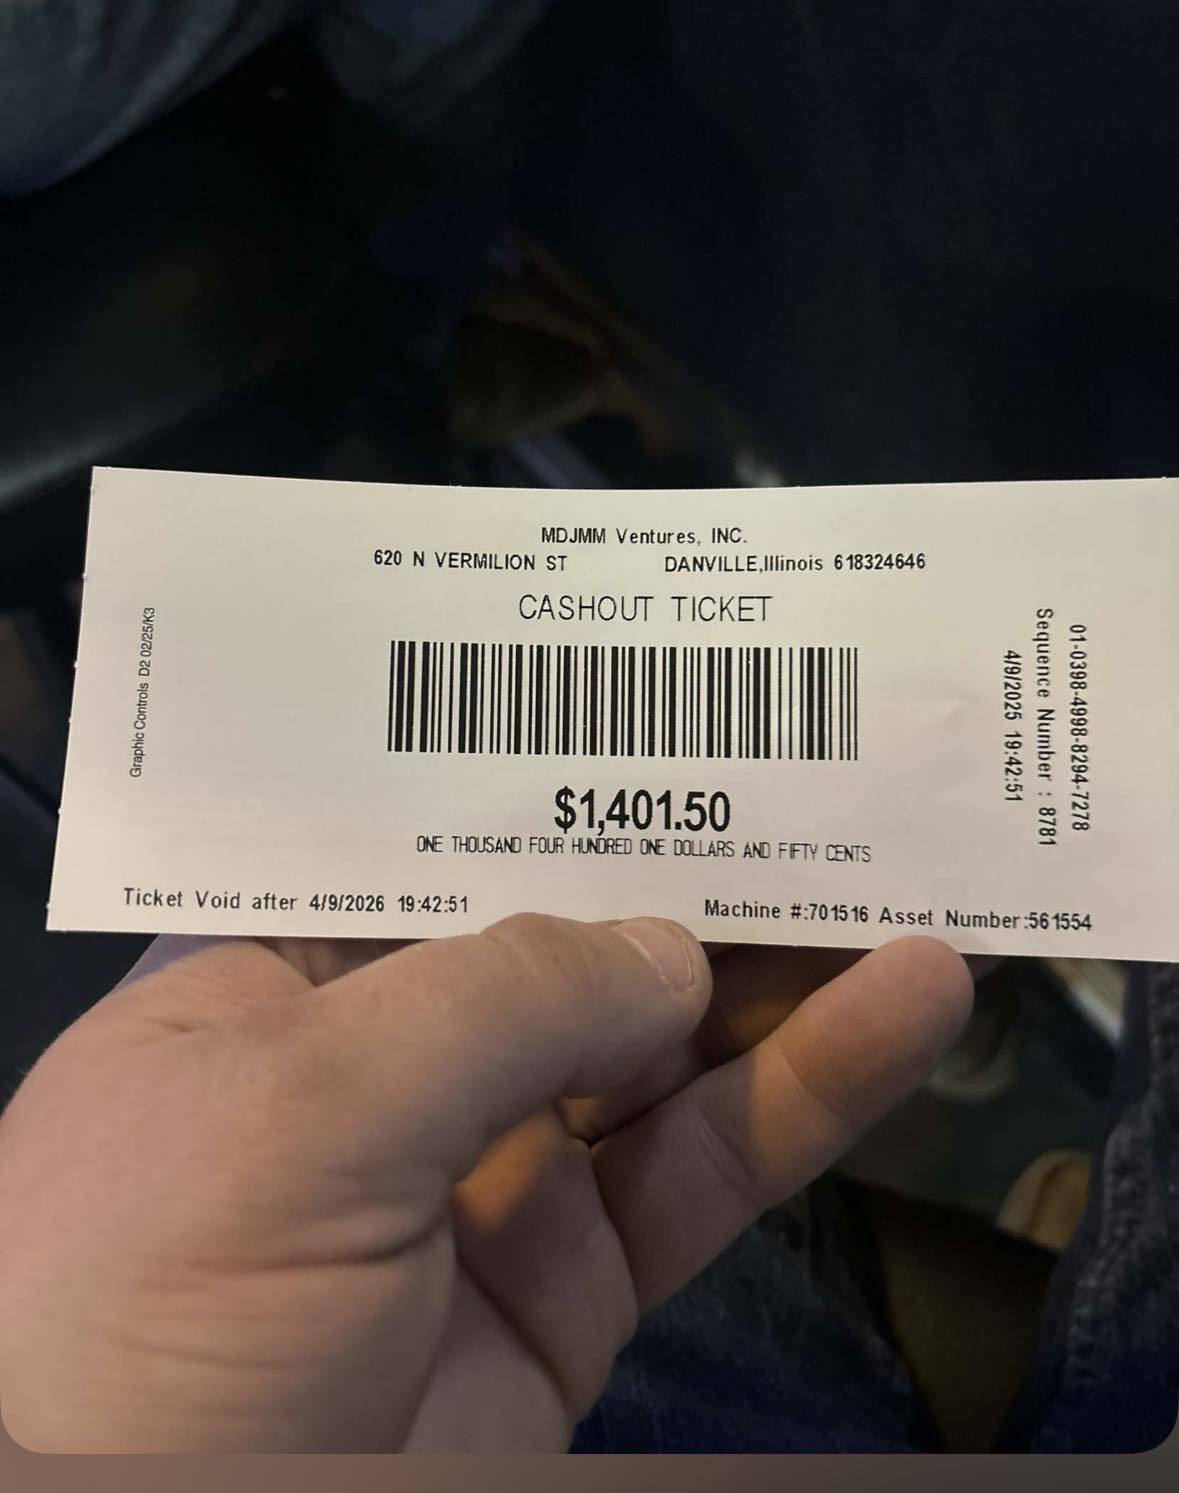 MDJMM Ventures, INC.
620 N VERMILION ST DANVILLE,Illinois 618324646
CASHOUT TICKET
Graphic Controls D2 02/25/K3
$1,401.50
ONE THOUSAND FOUR HUNDRED ONE DOLLARS AND FIFTY CENTS
Ticket Void after 4/9/2026 19:42:51
Machine #:701516 Asset Number:561554
01-0398-4998-8294-7278
Sequence Number : 8781
4/9/2025 19:42:51